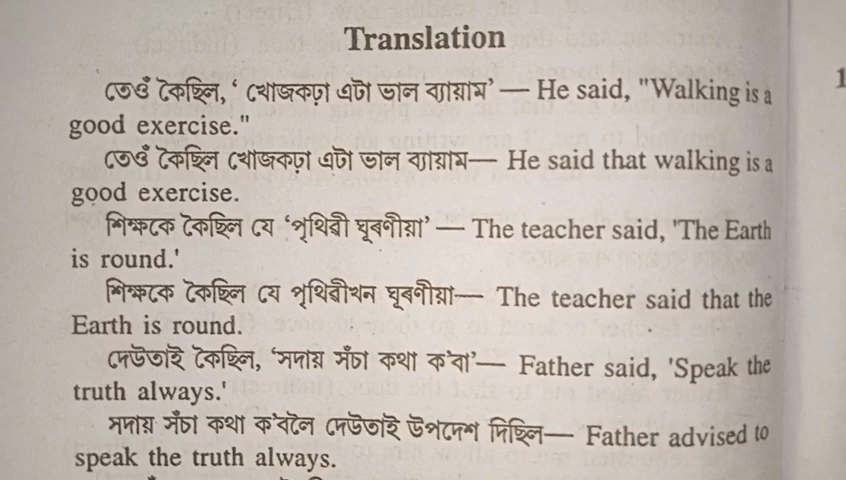 Translation
তেওঁ কৈছিল, ‘ খোজকঢ়া এটা ভাল ব্যায়াম’ — He said, "Walking is a
good exercise."
তেওঁ কৈছিল খোজকঢ়া এটা ভাল ব্যায়াম— He said that walking is a
good exercise.
শিক্ষকে কৈছিল যে ‘পৃথিৱী ঘূৰণীয়া’ — The teacher said, 'The Earth
is round.'
শিক্ষকে কৈছিল যে পৃথিৱীখন ঘূৰণীয়া— The teacher said that the
Earth is round.
দেউতাই কৈছিল, ‘সদায় সঁচা কথা ক’বা’— Father said, 'Speak the
truth always.'
সদায় সঁচা কথা ক’বলৈ দেউতাই উপদেশ দিছিল— Father advised to
speak the truth always.